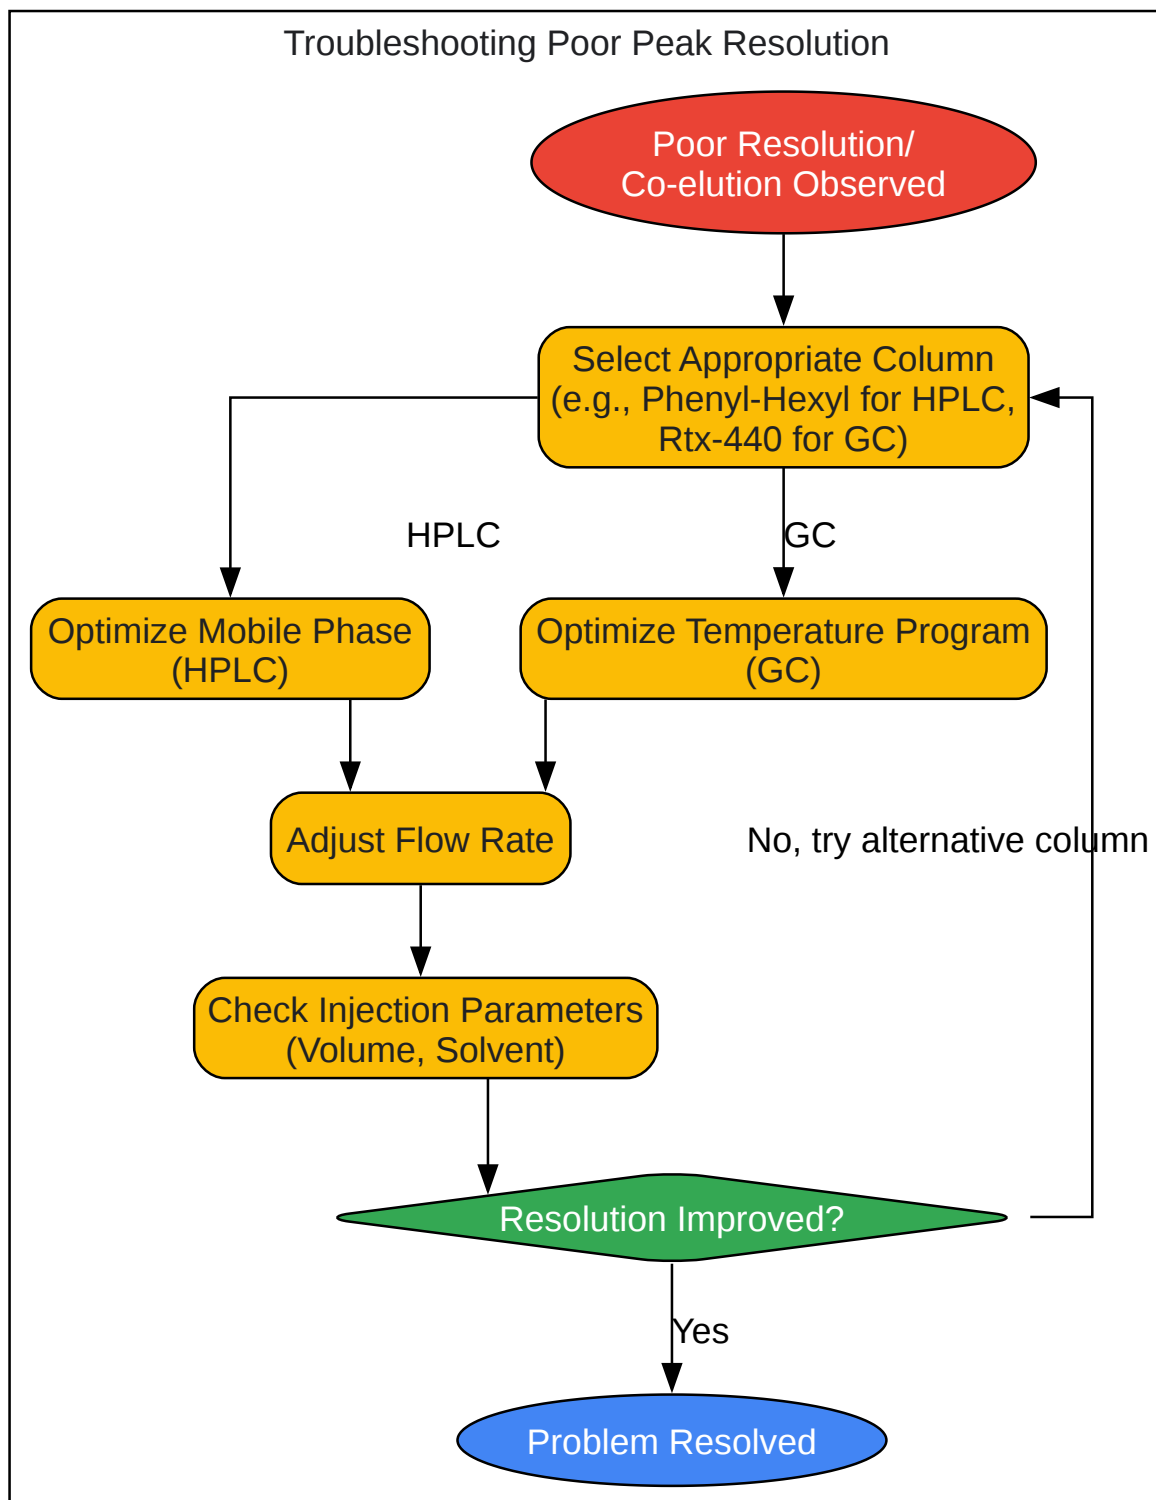 Troubleshooting Poor Peak Resolution
Poor Resolution/
Co-elution Observed
Select Appropriate Column
(e.g., Phenyl-Hexyl for HPLC,
Rtx-440 for GC)
HPLC
GC
Optimize Mobile Phase
(HPLC)
Optimize Temperature Program
(GC)
Adjust Flow Rate
No, try alternative column
Check Injection Parameters
(Volume, Solvent)
Resolution Improved?
Yes
Problem Resolved